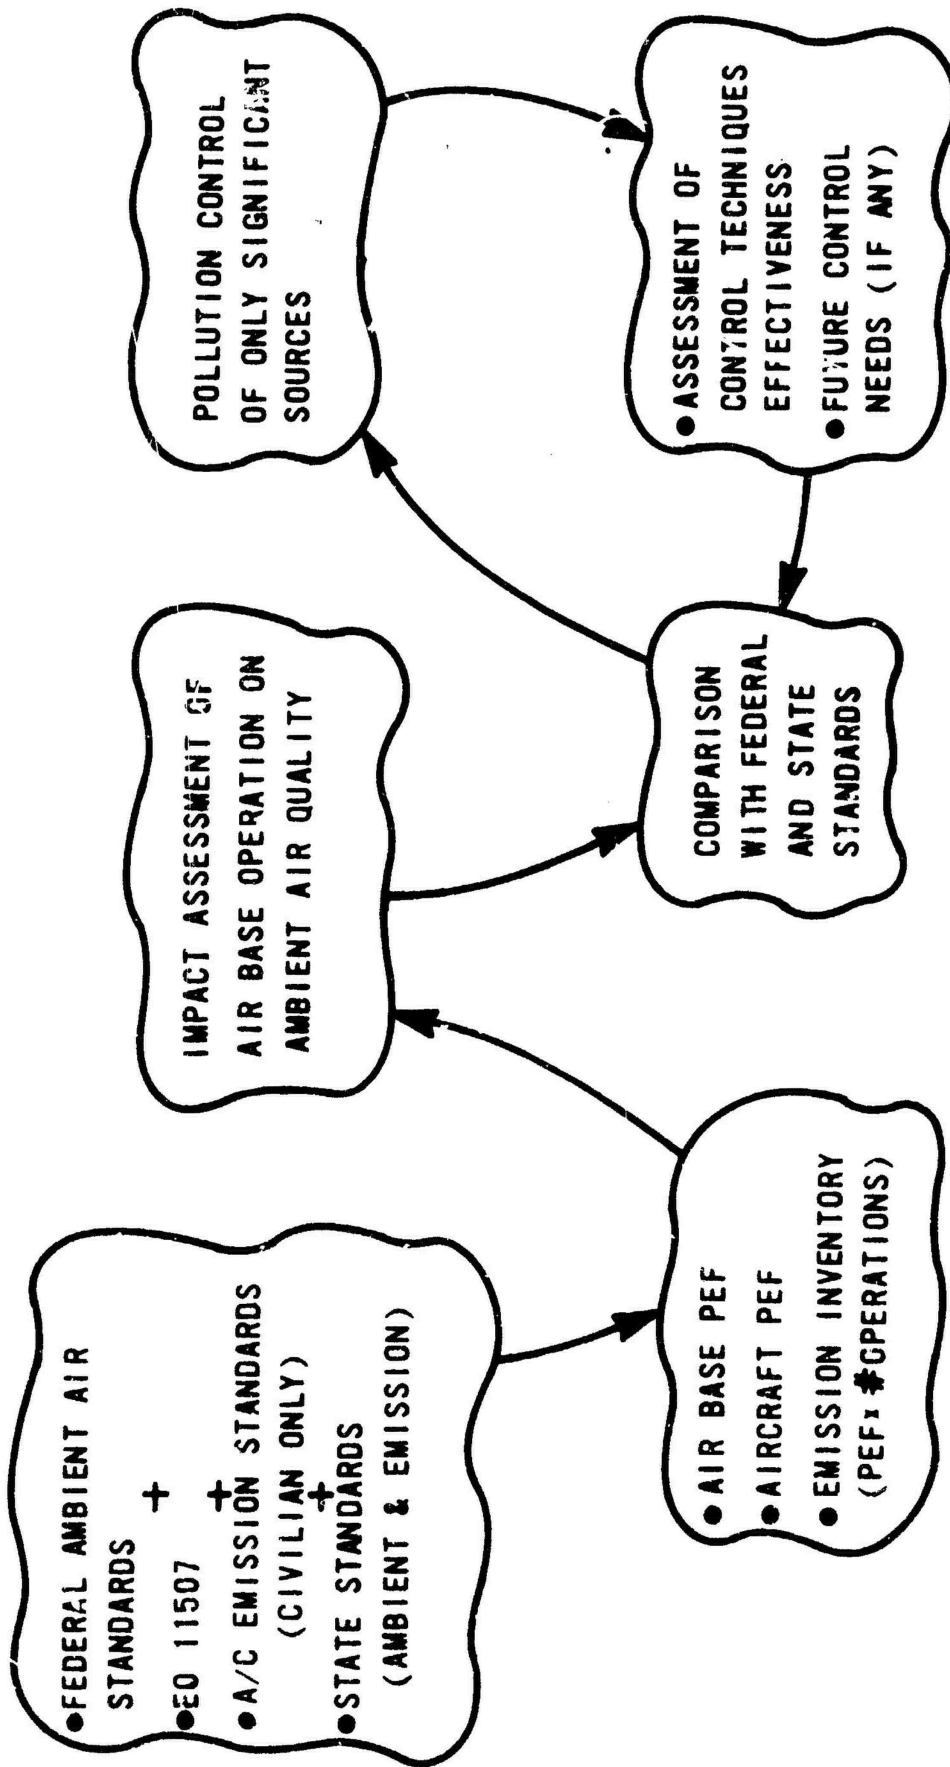 ●FEDERAL AMBIENT AIR
STANDARDS
+
●EO 11507
+
●A/C EMISSION STANDARDS
(CIVILIAN ONLY)
+
●STATE STANDARDS
(AMBIENT & EMISSION)
●AIR BASE PEF
●AIRCRAFT PEF
●EMISSION INVENTORY
(PEFx #OPERATIONS)
IMPACT ASSESSMENT OF
AIR BASE OPERATION ON
AMBIENT AIR QUALITY
COMPARISON
WITH FEDERAL
AND STATE
STANDARDS
POLLUTION CONTROL
OF ONLY SIGNIFICANT
SOURCES
●ASSESSMENT OF
CONTROL TECHNIQUES
EFFECTIVENESS
●FUTURE CONTROL
NEEDS (IF ANY)